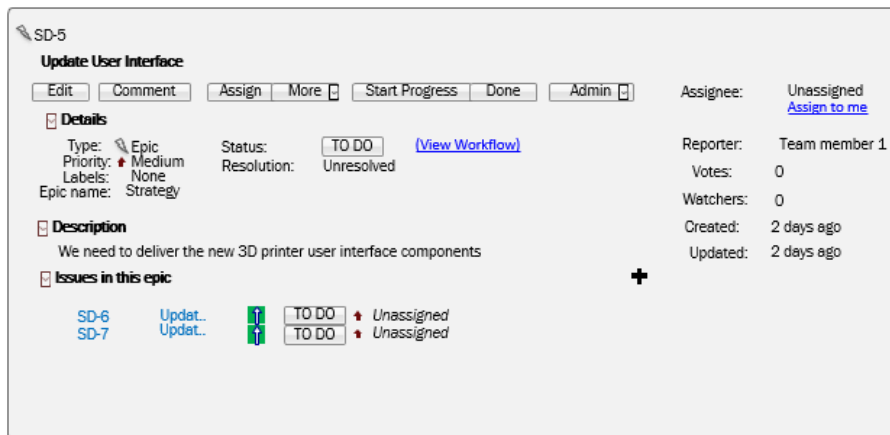 SD-5
Update User Interface
Edit Comment Assign More Start Progress Done Admin
Assignee: Unassigned
Assign to me
Details
Type: Epic Status: TO DO (View Workflow)
Priority: Medium Resolution: Unresolved
Labels: None
Epic name: Strategy
Reporter: Team member 1
Votes: 0
Watchers: 0
Created: 2 days ago
Updated: 2 days ago
Description
We need to deliver the new 3D printer user interface components
Issues in this epic
SD-6 Updat.. TO DO Unassigned
SD-7 Updat.. TO DO Unassigned